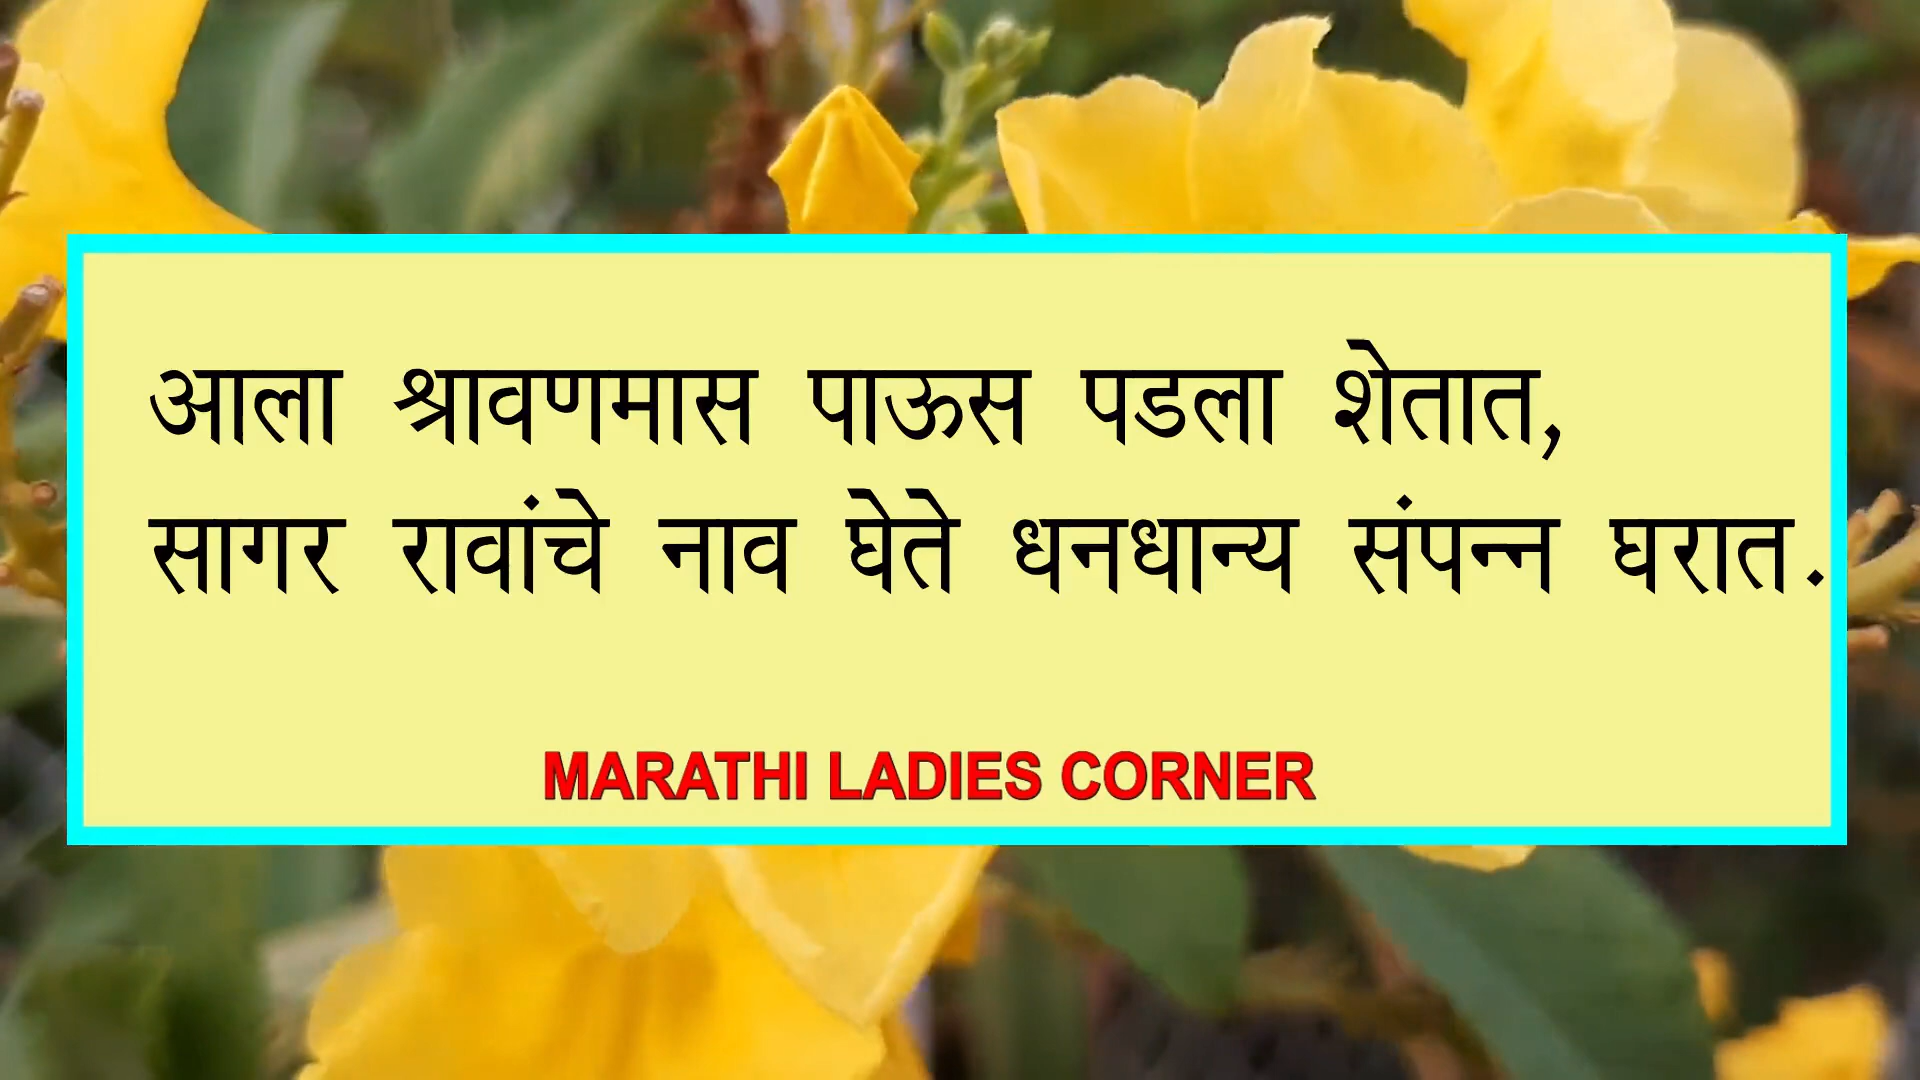 आला श्रावणमास पाऊस पडला शेतात,
सागर रावांचे नाव घेते धनधान्य संपन्न घरात.
MARATHI LADIES CORNER